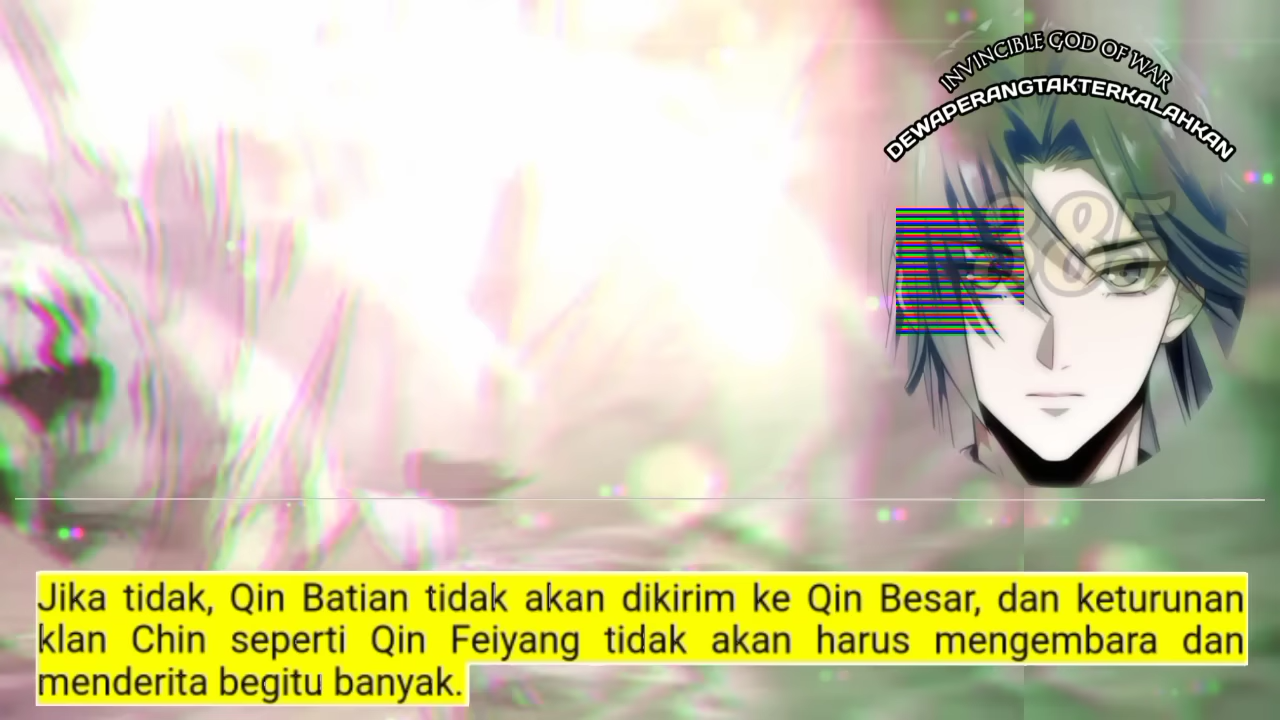 INVINCIBLE GOD OF WAR
DEWAPERANGTAKTERKALAHKAN
385
Jika tidak, Qin Batian tidak akan dikirim ke Qin Besar, dan keturunan
klan Chin seperti Qin Feiyang tidak akan harus mengembara dan
menderita begitu banyak.